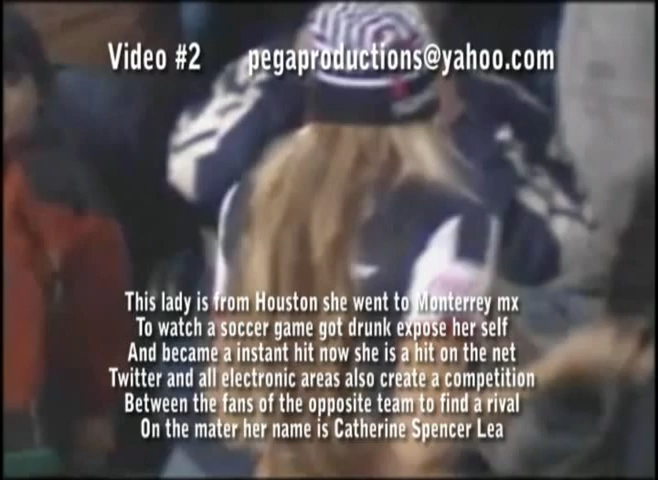 Video #2 pegaproductions@yahoo.com
This lady is from Houston she went to Monterrey mx
To watch a soccer game got drunk expose her self
And became a instant hit now she is a hit on the net
Twitter and all electronic areas also create a competition
Between the fans of the opposite team to find a rival
On the mater her name is Catherine Spencer Lea